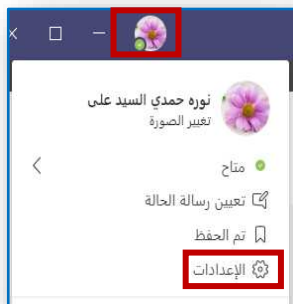 نوره حمدي السيد على
تغيير الصورة
متاح
تعيين رسالة الحالة
تم الحفظ
الإعدادات